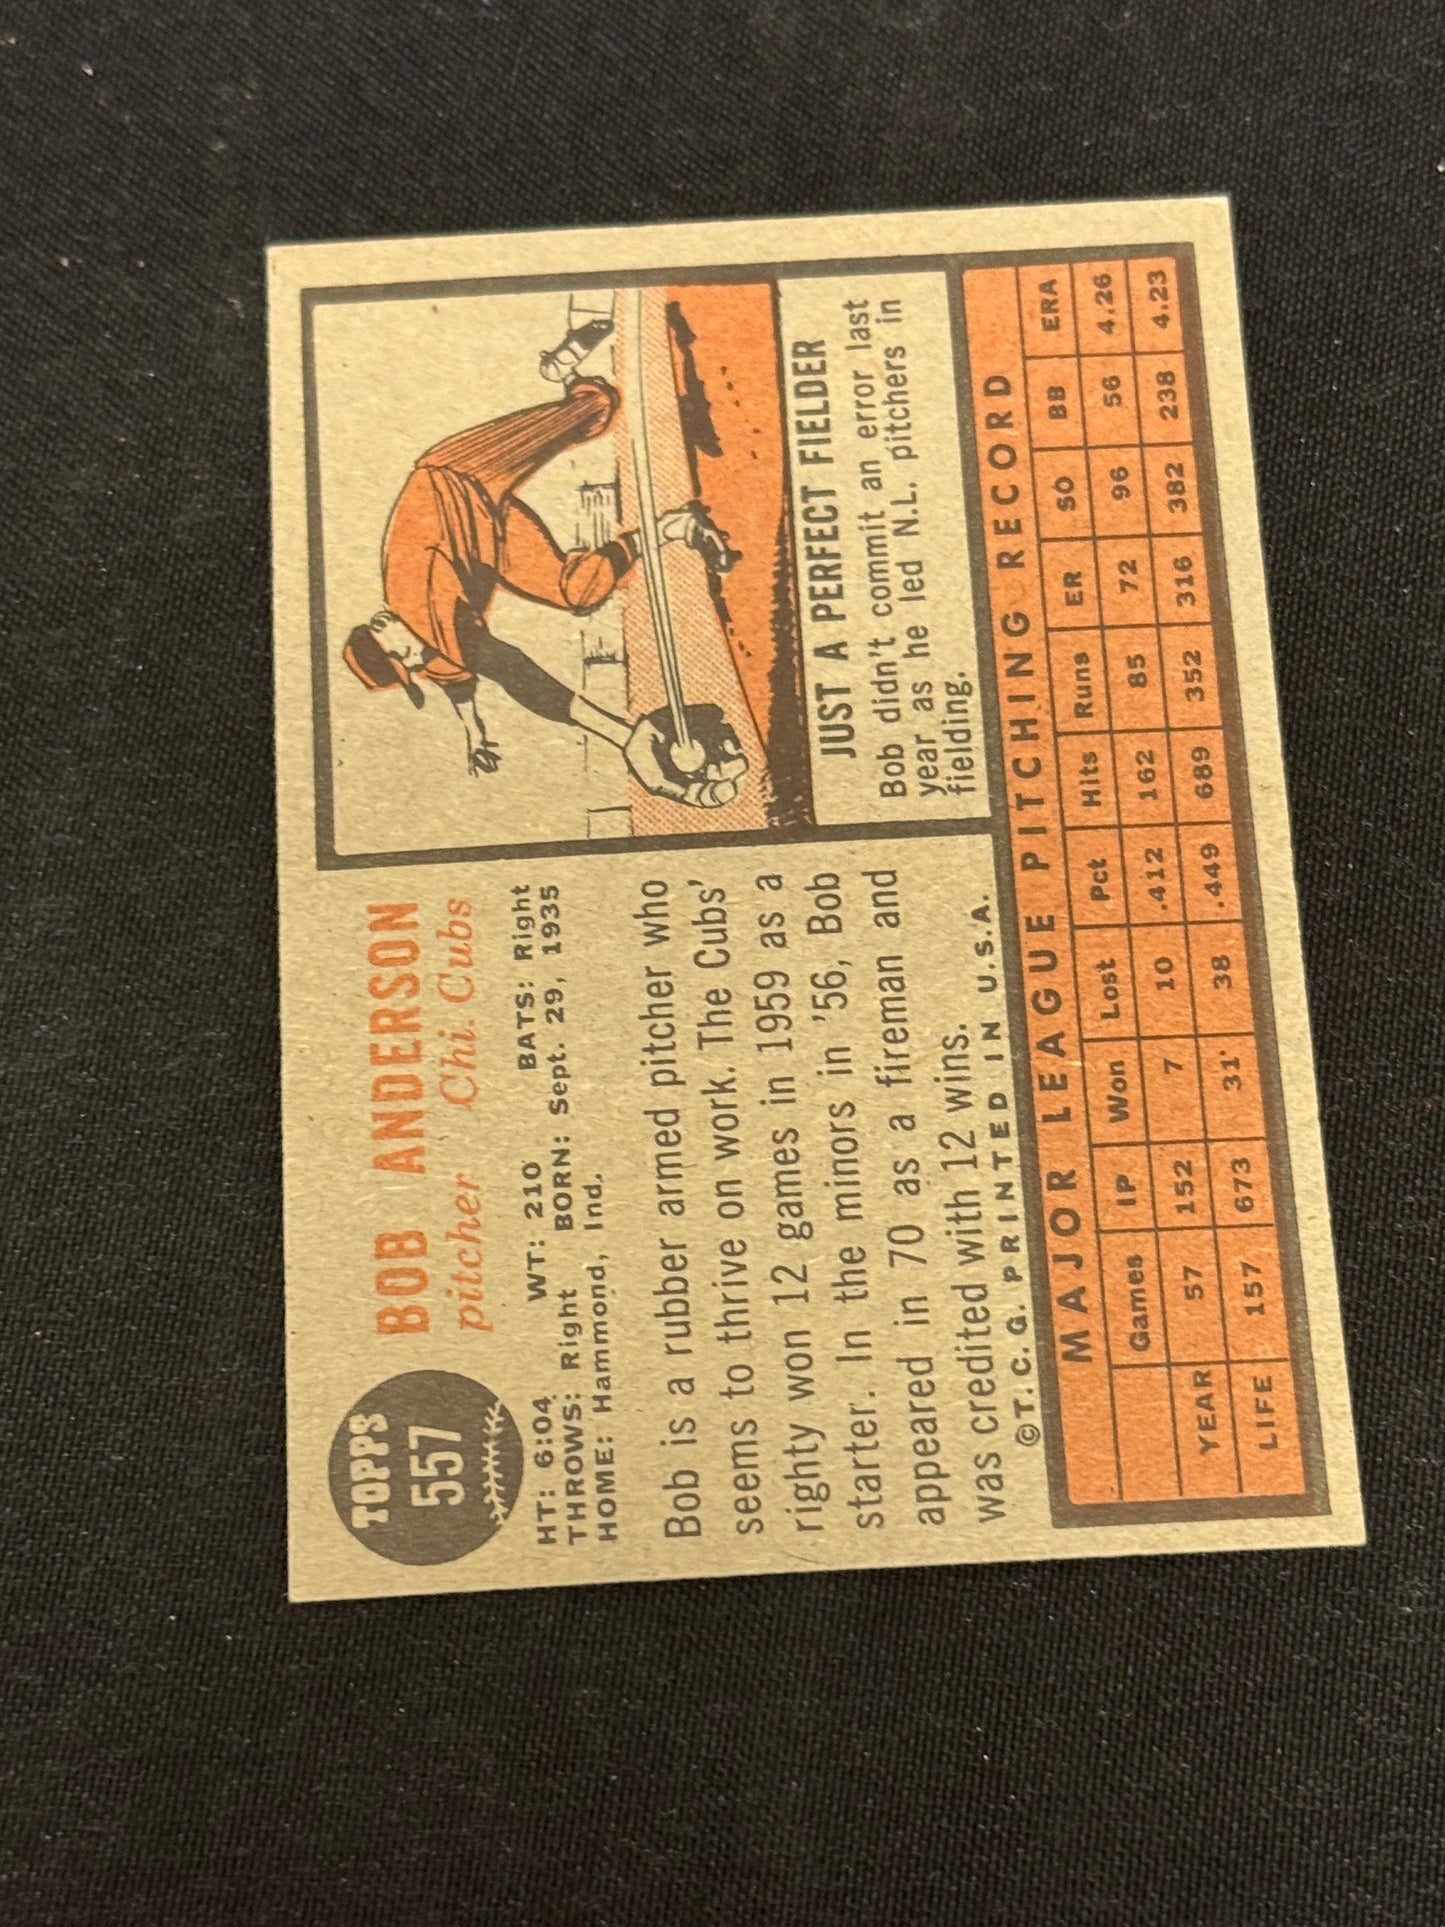 TOPPS
557
BOB ANDERSON
pitcher Chi. Cubs
HT: 6:04 WT: 210 BATS: Right
THROWS: Right BORN: Sept. 29, 1935
HOME: Hammond, Ind.
Bob is a rubber armed pitcher who
seems to thrive on work. The Cubs'
righty won 12 games in 1959 as a
starter. In the minors in '56, Bob
appeared in 70 as a fireman and
was credited with 12 wins.
©T. C. G. PRINTED IN U.S.A.
JUST A PERFECT FIELDER
Bob didn't commit an error last
year as he led N.L. pitchers in
fielding.
MAJOR LEAGUE PITCHING RECORD
Games IP Won Lost Pct Hits Runs ER SO BB ERA
YEAR 57 152 7 10 .412 162 85 72 96 56 4.26
LIFE 157 673 31 38 .449 689 352 316 382 238 4.23